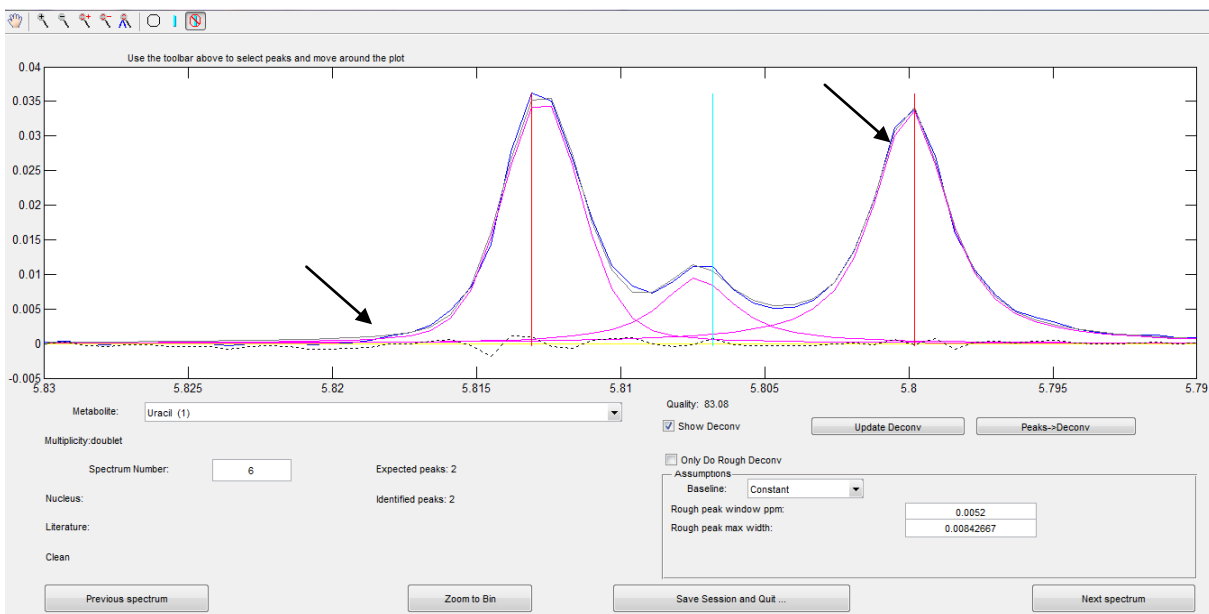 Use the toolbar above to select peaks and move around the plot
0.04
0.035
0.03
0.025
0.02
0.015
0.01
0.005
0
-0.005
5.83 5.825 5.82 5.815 5.81 5.805 5.8 5.795 5.79
Metabolite: Uracil (1)
Multiplicity:doublet
Spectrum Number: 6 Expected peaks: 2
Nucleus: Identified peaks: 2
Literature:
Clean
Quality: 83.08
Show Deconv Update Deconv Peaks->Deconv
Only Do Rough Deconv
Assumptions
Baseline: Constant
Rough peak window ppm: 0.0052
Rough peak max width: 0.00842667
Previous spectrum Zoom to Bin Save Session and Quit ... Next spectrum